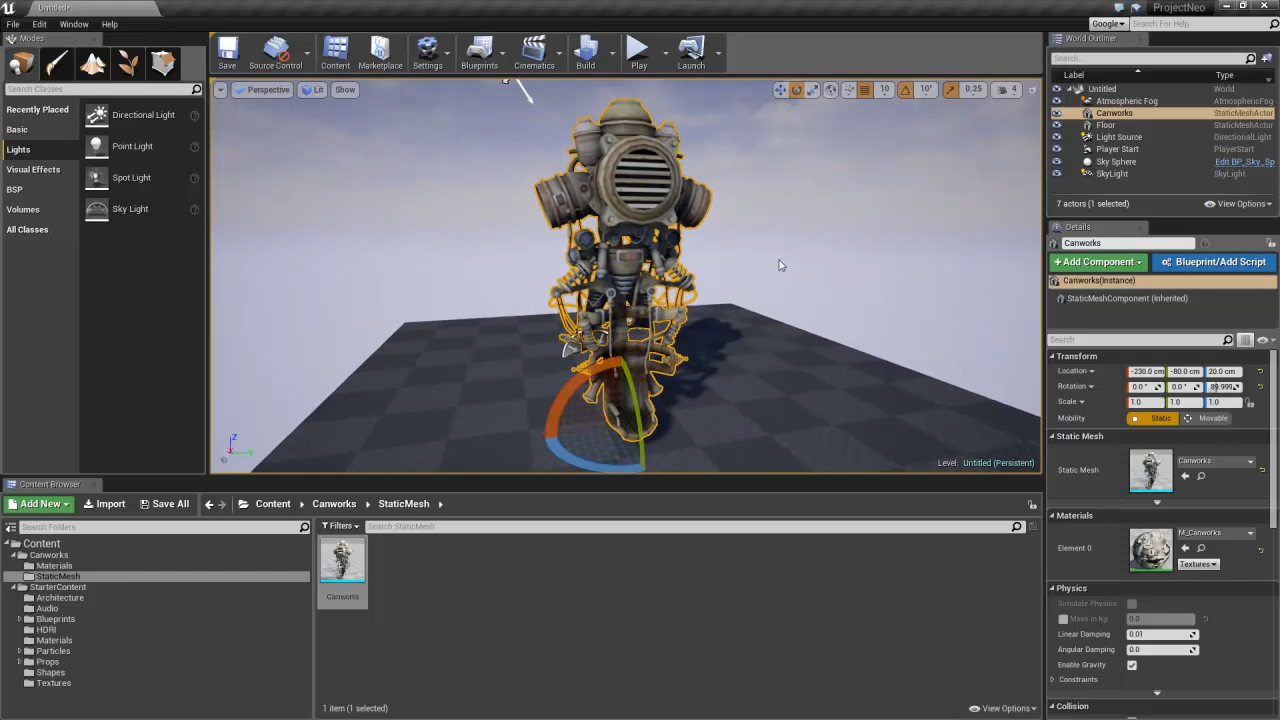 Untitled*
ProjectNeo
File Edit Window Help
Google
Search For Help
Modes
Search Classes
Recently Placed
Basic
Lights
Visual Effects
BSP
Volumes
All Classes
Directional Light
Point Light
Spot Light
Sky Light
Save
Source Control
Content
Marketplace
Settings
Blueprints
Cinematics
Build
Play
Launch
Perspective
Lit
Show
10
10°
0.25
4
Z
Level: Untitled (Persistent)
World Outliner
Search...
Label Type
Untitled
Atmospheric Fog AtmosphericFog
Canworks StaticMeshActor
Floor StaticMeshActor
Light Source DirectionalLight
Player Start PlayerStart
Sky Sphere Edit BP_Sky_Sp
SkyLight SkyLight
7 actors (1 selected)
View Options
Details
Canworks
Add Component
Blueprint/Add Script
Canworks(Instance)
StaticMeshComponent (Inherited)
Search
Transform
Location -230.0 cm -80.0 cm 20.0 cm
Rotation 0.0 ° 0.0 ° 89.999
Scale 1.0 1.0 1.0
Mobility Static Movable
Static Mesh
Static Mesh
Canworks
Materials
Element 0
M_Canworks
Textures
Physics
Simulate Physics
Mass in Kg 0.0
Linear Damping 0.01
Angular Damping 0.0
Enable Gravity
Constraints
Collision
Content Browser
Add New Import Save All
Content Canworks StaticMesh
Search Folders
Filters
Search StaticMesh
Content
Canworks
Materials
StaticMesh
StarterContent
Architecture
Audio
Blueprints
HDRI
Materials
Particles
Props
Shapes
Textures
Canworks
1 item (1 selected)
View Options